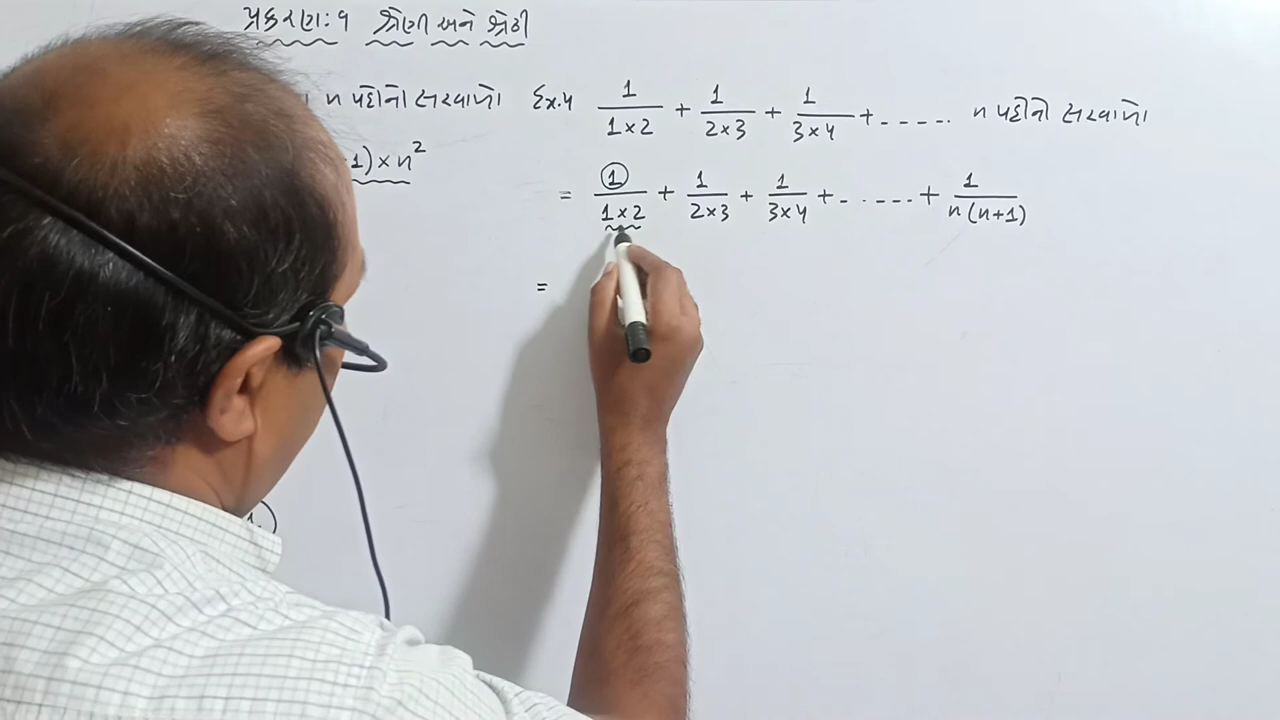 પ્રકરણ: ૧ શ્રેણી અને શ્રેઢી
n પદોનો સરવાળો
1) × n²
Ex.૫ 1/(1×2) + 1/(2×3) + 1/(3×4) + ..... n પદોનો સરવાળો
= 1/(1×2) + 1/(2×3) + 1/(3×4) + ....... + 1/(n(n+1))
=